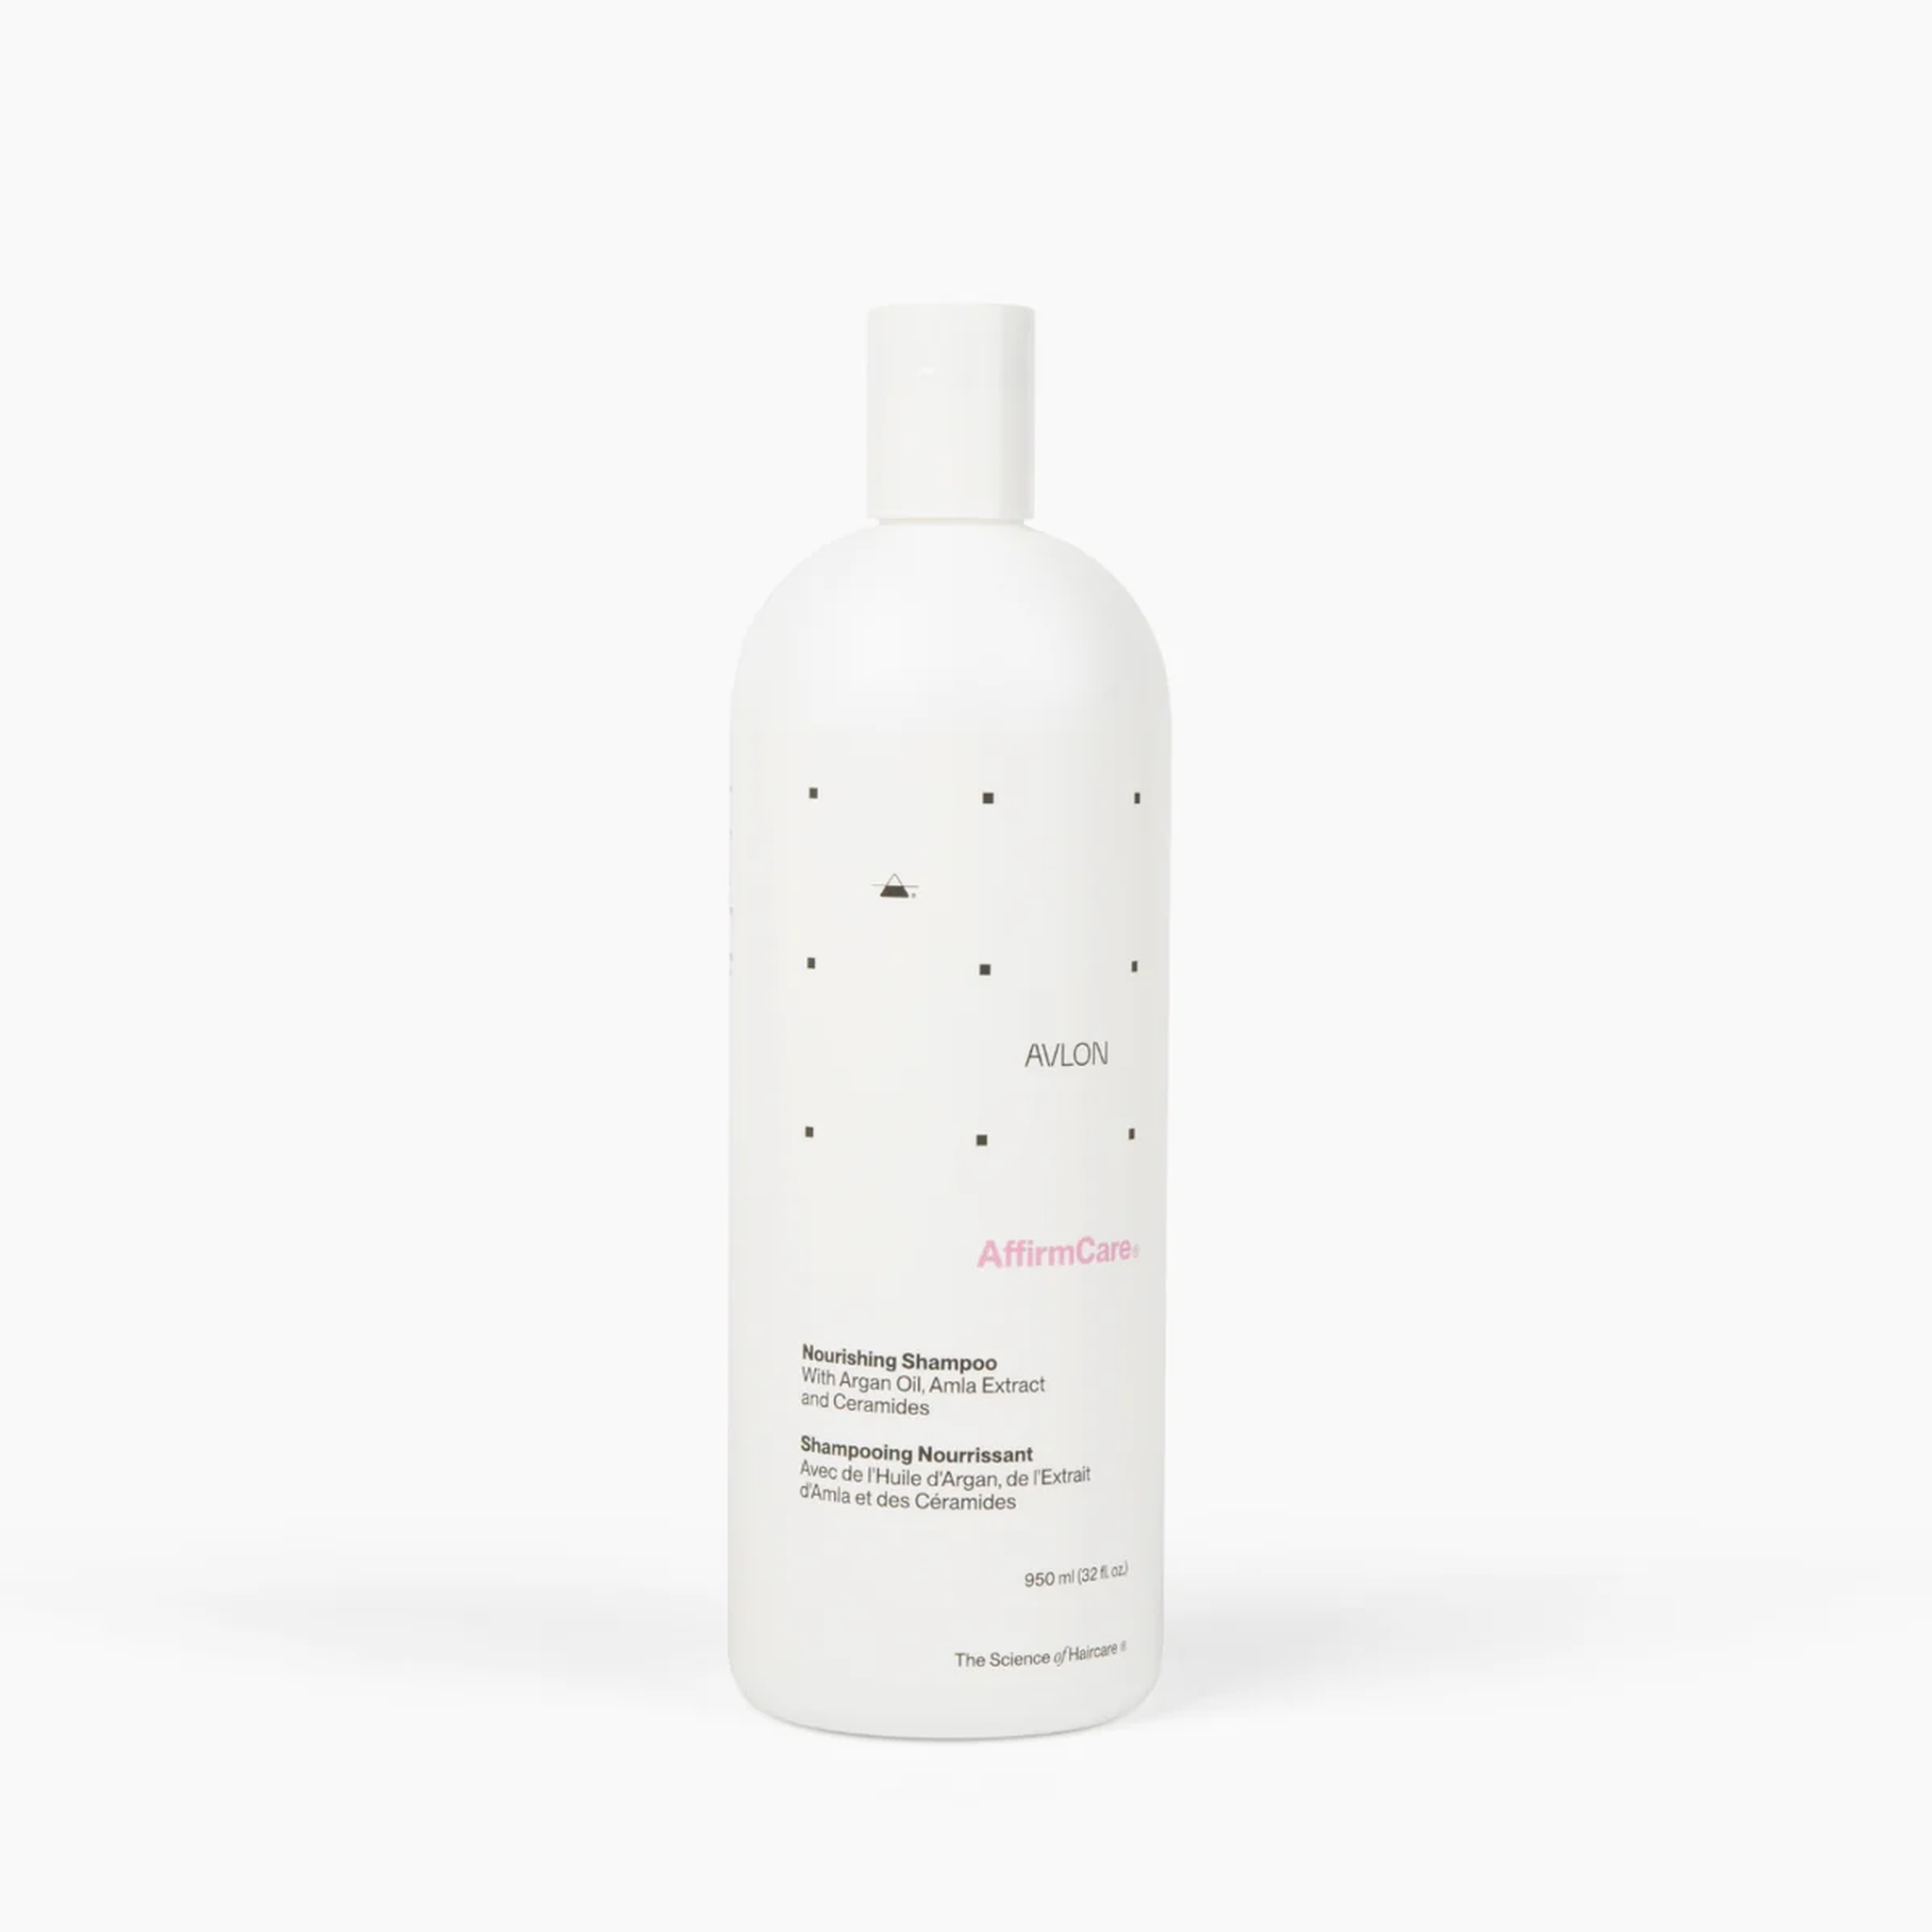 AVLON
AffirmCare®
Nourishing Shampoo
With Argan Oil, Amla Extract
and Ceramides
Shampooing Nourrissant
Avec de l'Huile d'Argan, de l'Extrait
d'Amla et des Céramides
950 ml (32 fl. oz.)
The Science of Haircare ®